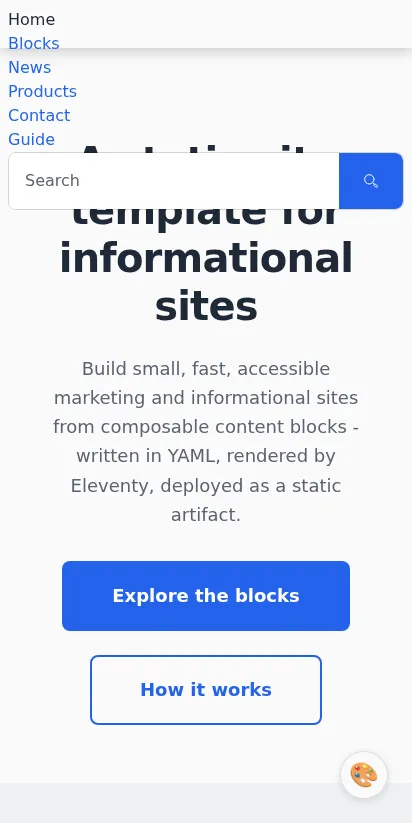 Home
Blocks
News
Products
Contact
Guide
Search
template for
informational
sites
Build small, fast, accessible
marketing and informational sites
from composable content blocks -
written in YAML, rendered by
Eleventy, deployed as a static
artifact.
Explore the blocks
How it works